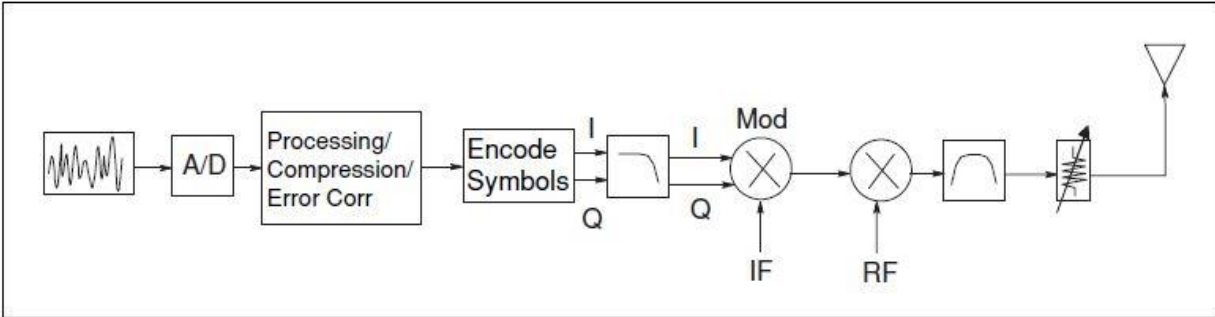 A/D
Processing/
Compression/
Error Corr
Encode
Symbols
I
Q
I
Q
Mod
IF
RF